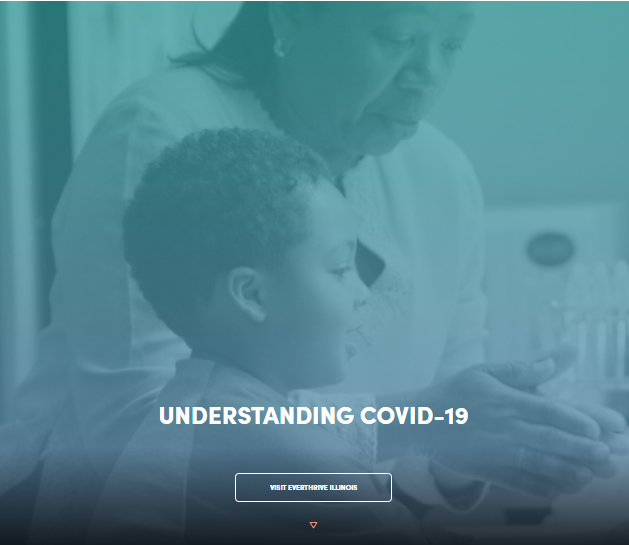 UNDERSTANDING COVID-19
VISIT EVERTHRIVE ILLINOIS